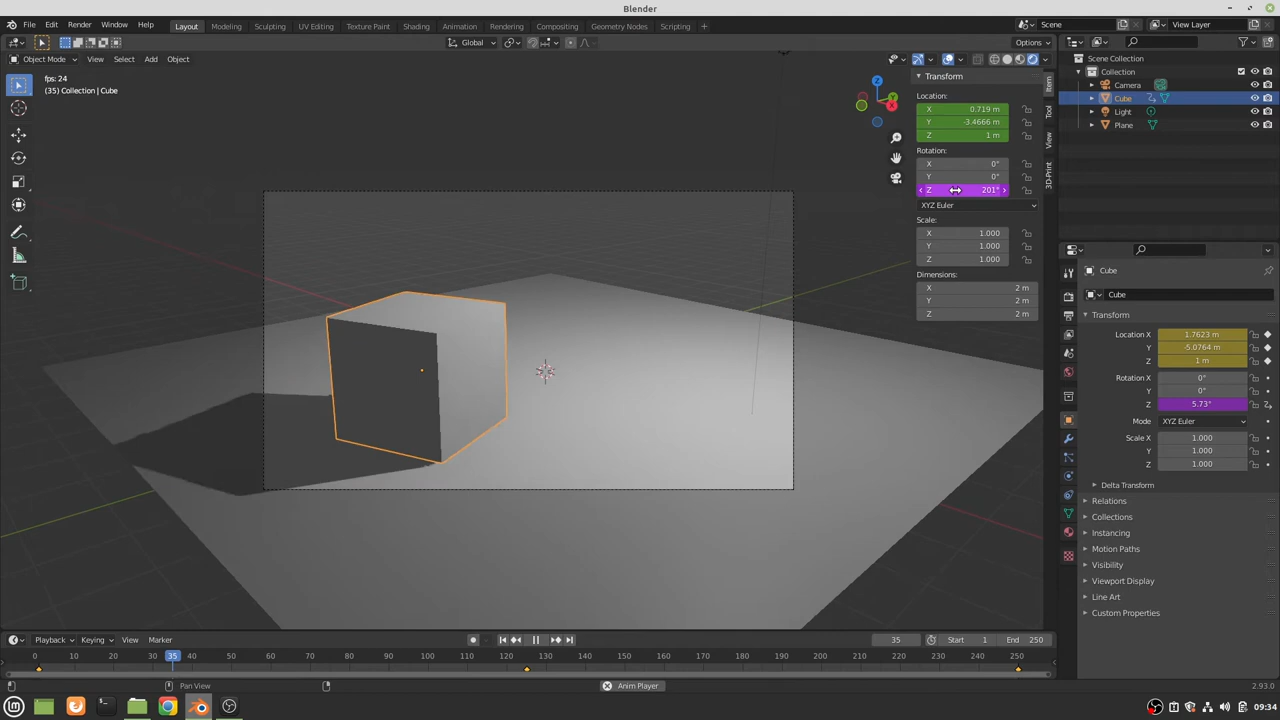 Blender
File Edit Render Window Help Layout Modeling Sculpting UV Editing Texture Paint Shading Animation Rendering Compositing Geometry Nodes Scripting + Scene View Layer
Global Options
Object Mode View Select Add Object
fps: 24
(35) Collection | Cube
Z
Y
X
Transform
Location:
X 0.719 m
Y -3.4666 m
Z 1 m
Rotation:
X 0°
Y 0°
Z 201°
XYZ Euler
Scale:
X 1.000
Y 1.000
Z 1.000
Dimensions:
X 2 m
Y 2 m
Z 2 m
Item
Tool
View
3D-Print
Scene Collection
Collection
Camera
Cube
Light
Plane
Cube
Cube
Transform
Location X 1.7623 m
Y -5.0764 m
Z 1 m
Rotation X 0°
Y 0°
Z 5.73°
Mode XYZ Euler
Scale X 1.000
Y 1.000
Z 1.000
Delta Transform
Relations
Collections
Instancing
Motion Paths
Visibility
Viewport Display
Line Art
Custom Properties
Playback Keying View Marker 35 Start 1 End 250
0 10 20 35 40 50 60 70 80 90 100 110 120 130 140 150 160 170 180 190 200 210 220 230 240 250
Pan View Anim Player 2.93.0
09:34